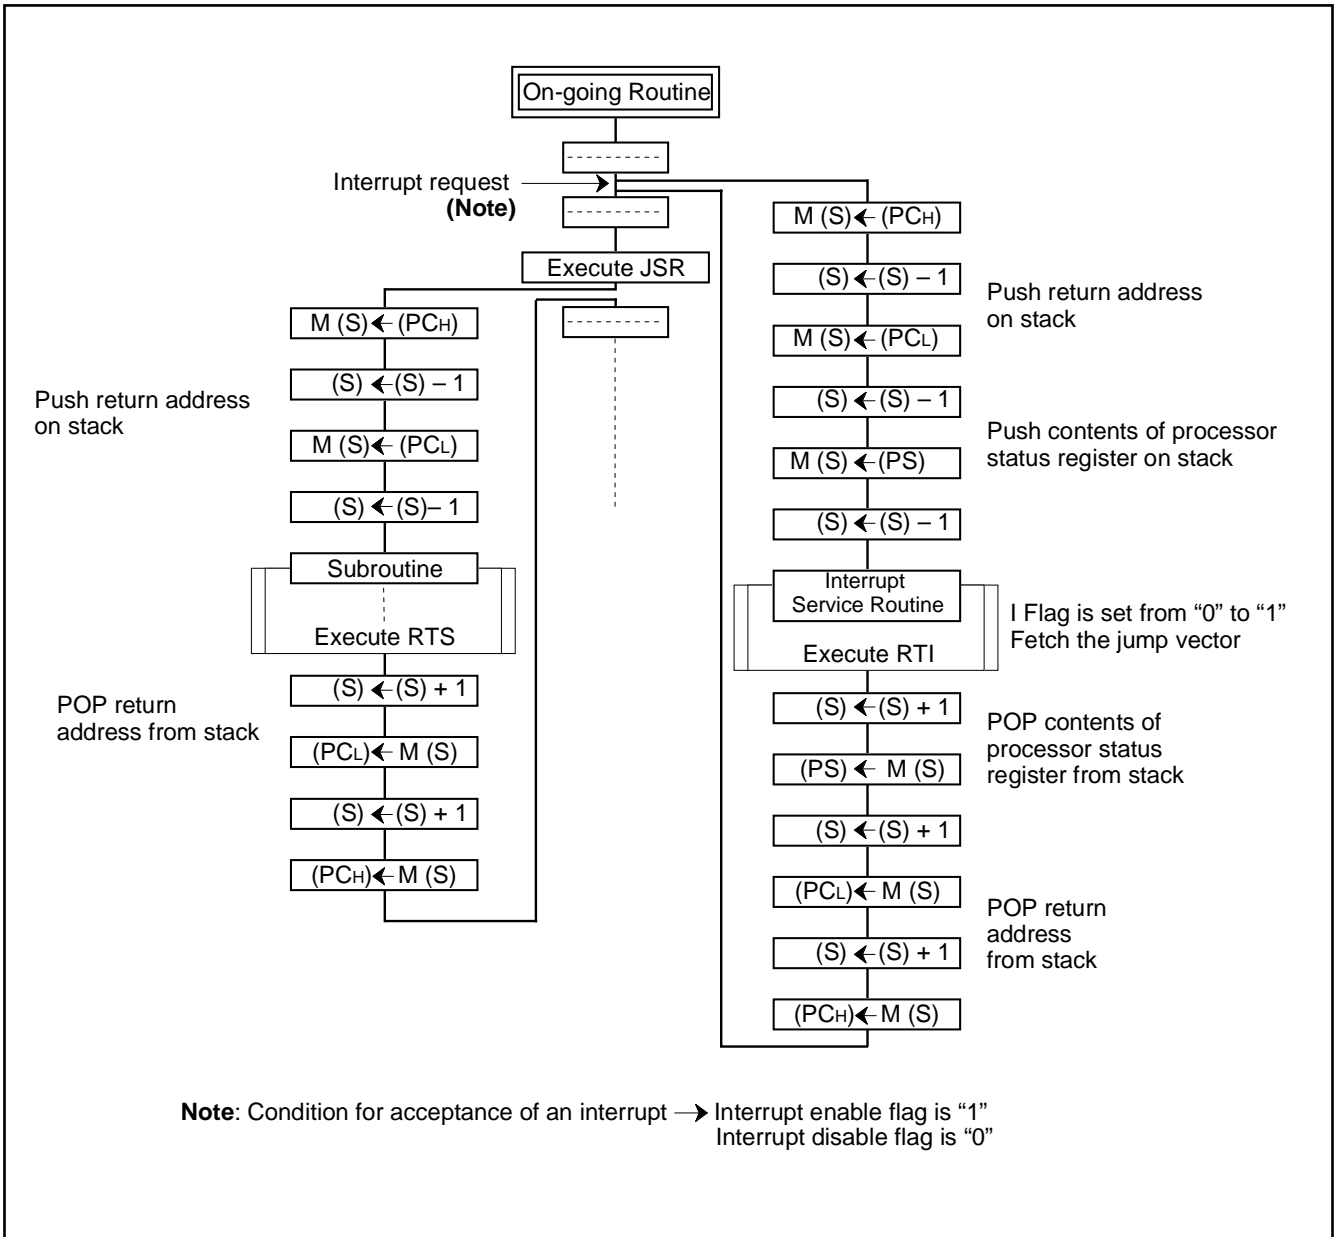 On-going Routine
Interrupt request
(Note)
Execute JSR
M (S) ← (PCH)
(S) ← (S) – 1
M (S) ← (PCL)
(S) ← (S) – 1
Push return address
on stack
Subroutine
Execute RTS
(S) ← (S) + 1
(PCL) ← M (S)
(S) ← (S) + 1
(PCH) ← M (S)
POP return
address from stack
M (S) ← (PCH)
(S) ← (S) – 1
M (S) ← (PCL)
(S) ← (S) – 1
M (S) ← (PS)
(S) ← (S) – 1
Push return address
on stack
Push contents of processor
status register on stack
Interrupt
Service Routine
Execute RTI
I Flag is set from “0” to “1”
Fetch the jump vector
(S) ← (S) + 1
(PS) ← M (S)
(S) ← (S) + 1
(PCL) ← M (S)
(S) ← (S) + 1
(PCH) ← M (S)
POP contents of
processor status
register from stack
POP return
address
from stack
Note: Condition for acceptance of an interrupt → Interrupt enable flag is “1”
Interrupt disable flag is “0”